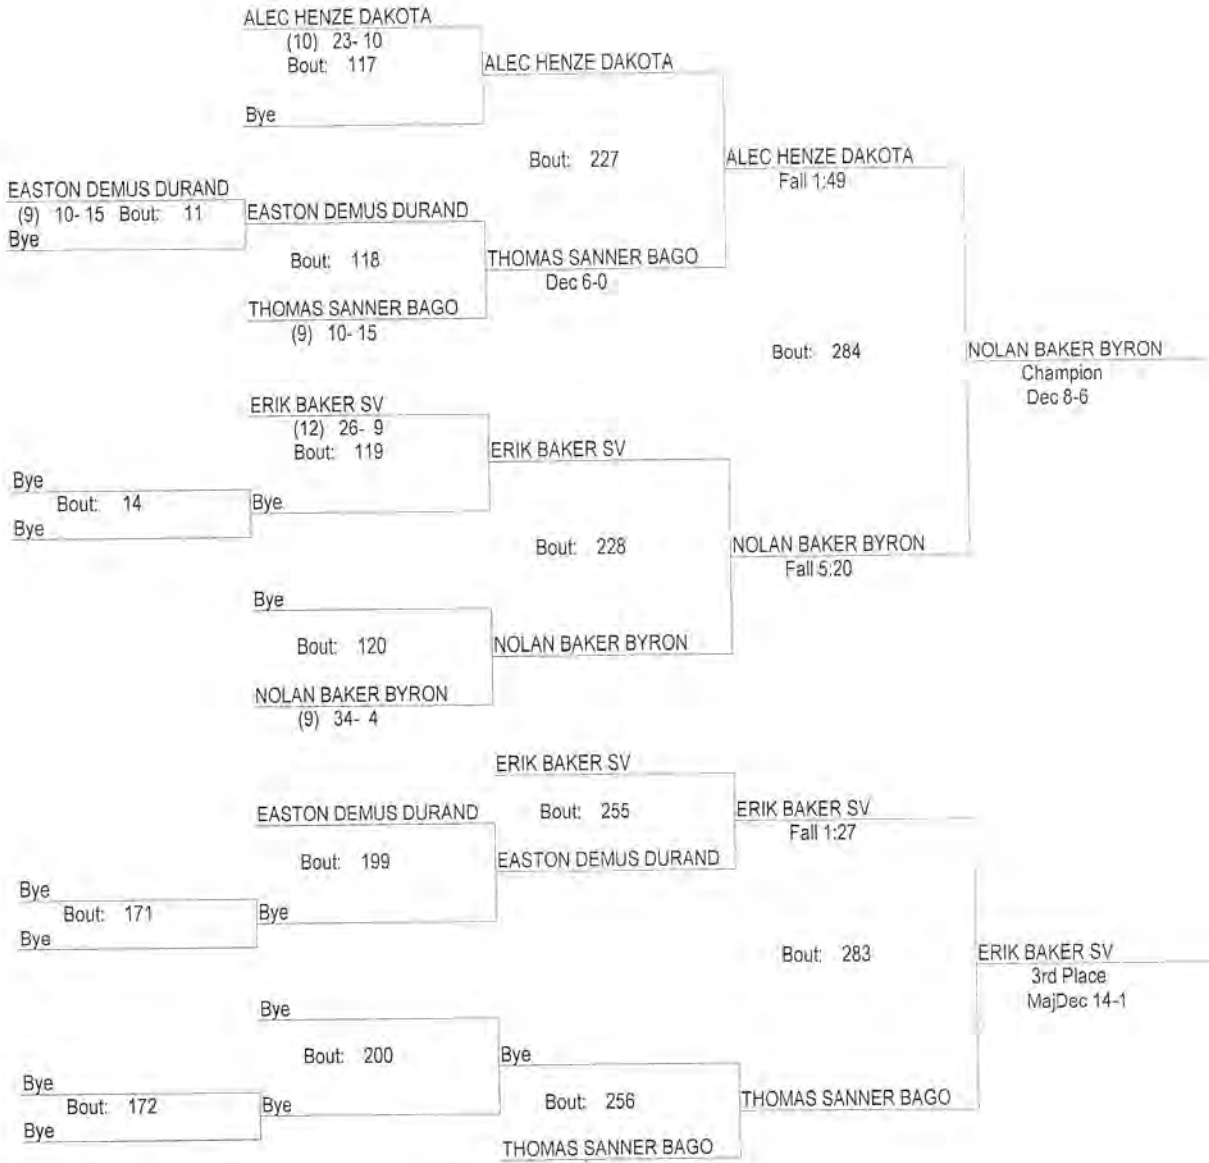 ALEC HENZE DAKOTA
(10) 23- 10
Bout: 117
ALEC HENZE DAKOTA
Bye
Bout: 227
ALEC HENZE DAKOTA
Fall 1:49
EASTON DEMUS DURAND
(9) 10- 15 Bout: 11
Bye
EASTON DEMUS DURAND
Bout: 118
THOMAS SANNER BAGO
Dec 6-0
THOMAS SANNER BAGO
(9) 10- 15
Bout: 284
NOLAN BAKER BYRON
Champion
Dec 8-6
ERIK BAKER SV
(12) 26- 9
Bout: 119
ERIK BAKER SV
Bye
Bout: 14
Bye
Bye
Bout: 228
NOLAN BAKER BYRON
Fall 5:20
Bye
Bout: 120
NOLAN BAKER BYRON
NOLAN BAKER BYRON
(9) 34- 4
ERIK BAKER SV
Bout: 255
ERIK BAKER SV
Fall 1:27
EASTON DEMUS DURAND
Bout: 199
EASTON DEMUS DURAND
Bye
Bout: 171
Bye
Bye
Bout: 283
ERIK BAKER SV
3rd Place
MajDec 14-1
Bye
Bout: 200
Bye
Bye
Bout: 172
Bye
Bye
Bout: 256
THOMAS SANNER BAGO
THOMAS SANNER BAGO